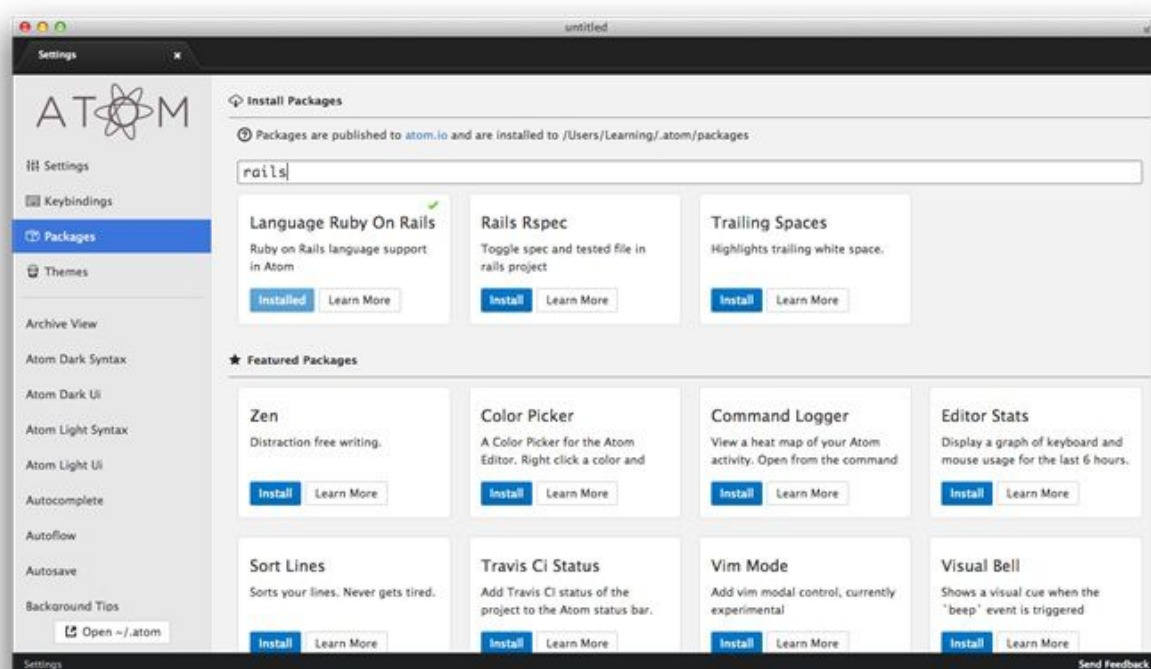 untitled
Settings
ATOM
Settings
Keybindings
Packages
Themes
Archive View
Atom Dark Syntax
Atom Dark Ui
Atom Light Syntax
Atom Light Ui
Autocomplete
Autoflow
Autosave
Background Tips
Open ~/.atom
Install Packages
Packages are published to atom.io and are installed to /Users/Learning/.atom/packages
rails
Language Ruby On Rails
Ruby on Rails language support
in Atom
Installed Learn More
Rails Rspec
Toggle spec and tested file in
rails project
Install Learn More
Trailing Spaces
Highlights trailing white space.
Install Learn More
Featured Packages
Zen
Distraction free writing.
Install Learn More
Color Picker
A Color Picker for the Atom
Editor. Right click a color and
Install Learn More
Command Logger
View a heat map of your Atom
activity. Open from the command
Install Learn More
Editor Stats
Display a graph of keyboard and
mouse usage for the last 6 hours.
Install Learn More
Sort Lines
Sorts your lines. Never gets tired.
Install Learn More
Travis Ci Status
Add Travis CI status of the
project to the Atom status bar.
Install Learn More
Vim Mode
Add vim modal control, currently
experimental
Install Learn More
Visual Bell
Shows a visual cue when the
`beep` event is triggered
Install Learn More
Settings
Send Feedback